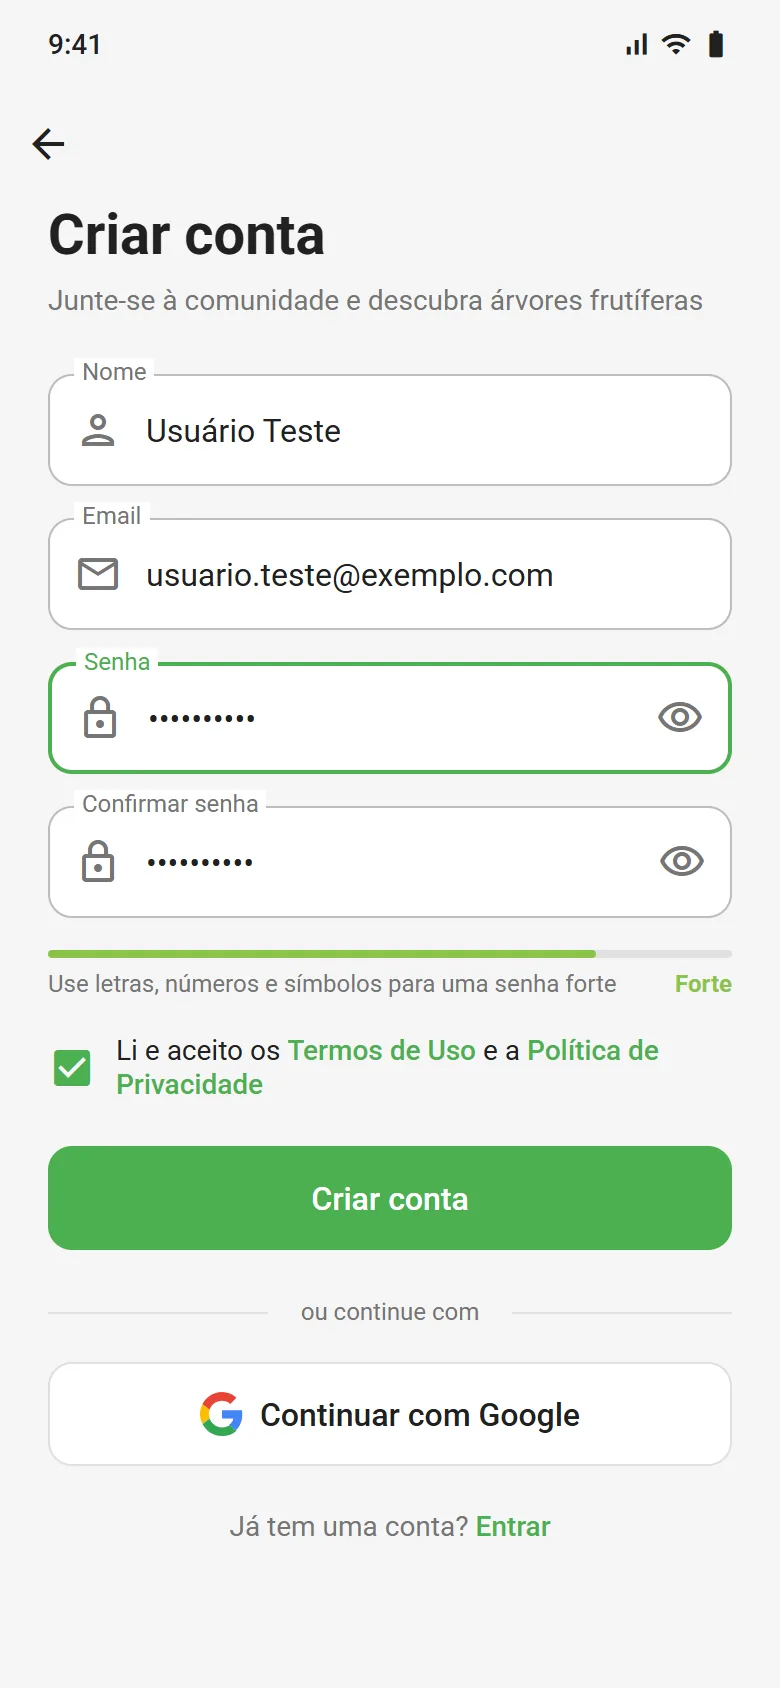 9:41
Criar conta
Junte-se à comunidade e descubra árvores frutíferas
Nome
Usuário Teste
Email
usuario.teste@exemplo.com
Senha
••••••••••
Confirmar senha
••••••••••
Use letras, números e símbolos para uma senha forte Forte
Li e aceito os Termos de Uso e a Política de
Privacidade
Criar conta
ou continue com
Continuar com Google
Já tem uma conta? Entrar